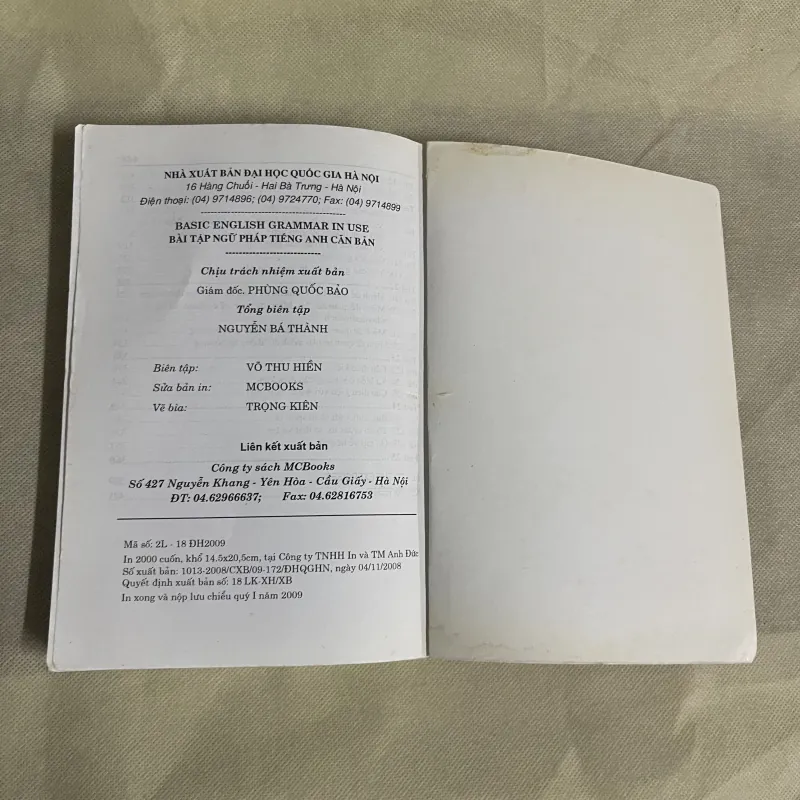 NHÀ XUẤT BẢN ĐẠI HỌC QUỐC GIA HÀ NỘI
16 Hàng Chuối - Hai Bà Trưng - Hà Nội
Điện thoại: (04) 9714896; (04) 9724770; Fax: (04) 9714899
BASIC ENGLISH GRAMMAR IN USE
BÀI TẬP NGỮ PHÁP TIẾNG ANH CĂN BẢN
Chịu trách nhiệm xuất bản
Giám đốc. PHÙNG QUỐC BẢO
Tổng biên tập
NGUYỄN BÁ THÀNH
Biên tập: VÕ THU HIỀN
Sửa bản in: MCBOOKS
Vẽ bìa: TRỌNG KIÊN
Liên kết xuất bản
Công ty sách MCBooks
Số 427 Nguyễn Khang - Yên Hòa - Cầu Giấy - Hà Nội
ĐT: 04.62966637; Fax: 04.62816753
Mã số: 2L - 18 ĐH2009
In 2000 cuốn, khổ 14.5x20,5cm, tại Công ty TNHH In và TM Anh Đức
Số xuất bản: 1013-2008/CXB/09-172/ĐHQGHN, ngày 04/11/2008
Quyết định xuất bản số: 18 LK-XH/XB
In xong và nộp lưu chiểu quý I năm 2009